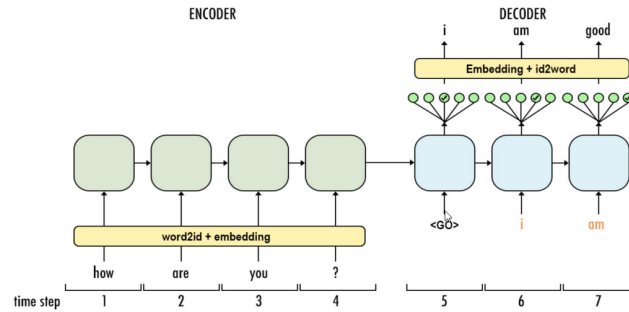 ENCODER DECODER
i am good
Embedding + id2word
word2id + embedding
<GO> i am
how are you ?
time step 1 2 3 4 5 6 7